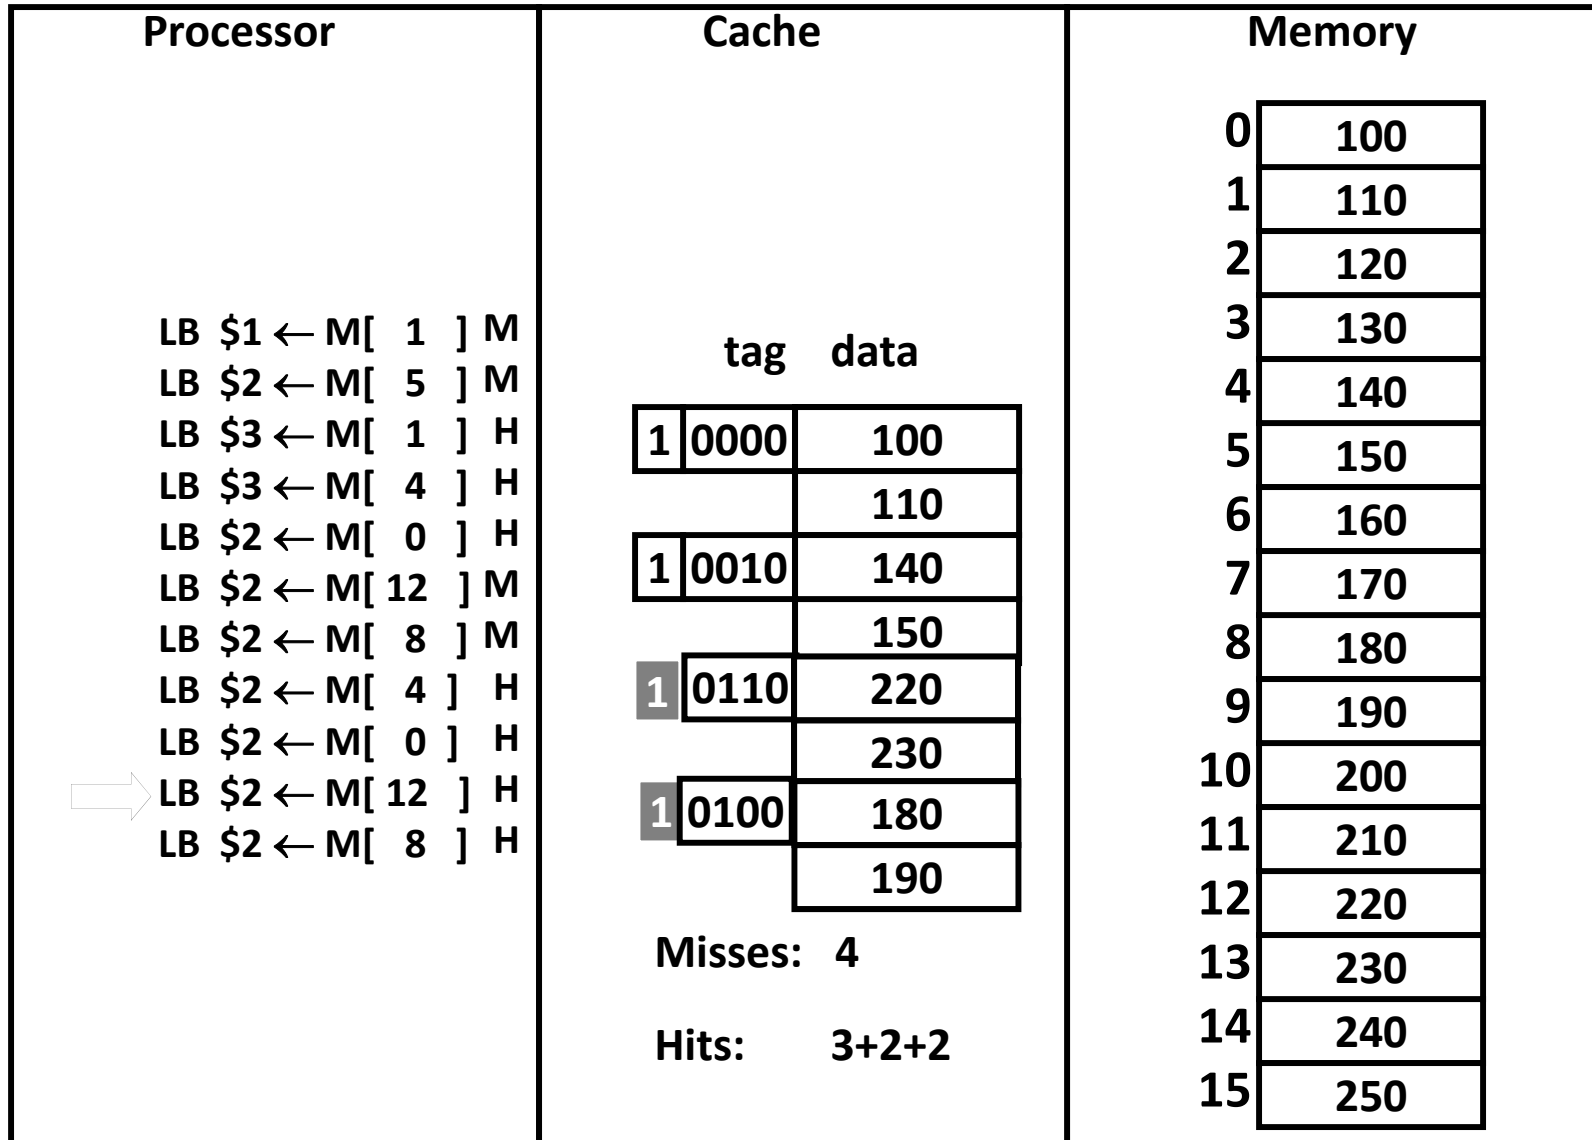 Processor
LB $1 ← M[ 1 ] M
LB $2 ← M[ 5 ] M
LB $3 ← M[ 1 ] H
LB $3 ← M[ 4 ] H
LB $2 ← M[ 0 ] H
LB $2 ← M[ 12 ] M
LB $2 ← M[ 8 ] M
LB $2 ← M[ 4 ] H
LB $2 ← M[ 0 ] H
LB $2 ← M[ 12 ] H
LB $2 ← M[ 8 ] H
Cache
tag data
1 0000 100
110
1 0010 140
150
1 0110 220
230
1 0100 180
190
Misses: 4
Hits: 3+2+2
Memory
0 100
1 110
2 120
3 130
4 140
5 150
6 160
7 170
8 180
9 190
10 200
11 210
12 220
13 230
14 240
15 250